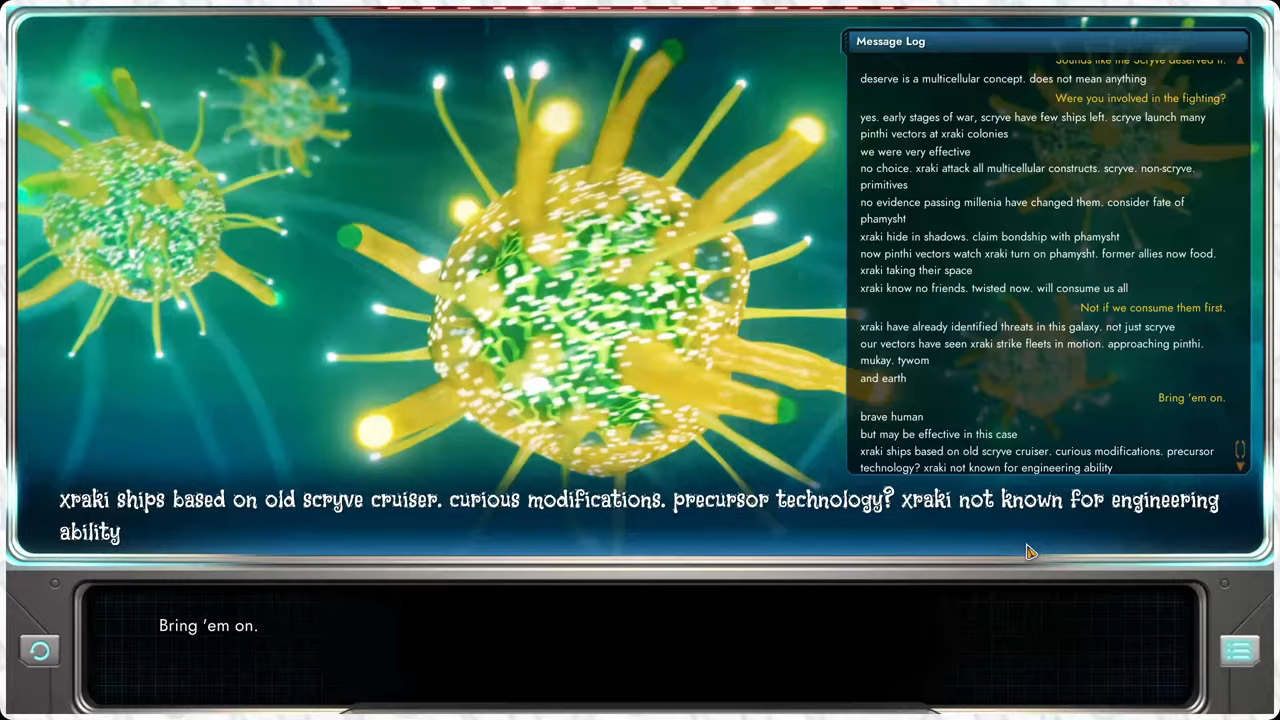 Message Log
Sounds like the Scryve deserved it.
deserve is a multicellular concept. does not mean anything
Were you involved in the fighting?
yes. early stages of war, scryve have few ships left. scryve launch many
pinthi vectors at xraki colonies
we were very effective
no choice. xraki attack all multicellular constructs. scryve. non-scryve.
primitives
no evidence passing millenia have changed them. consider fate of
phamysht
xraki hide in shadows. claim bondship with phamysht
now pinthi vectors watch xraki turn on phamysht. former allies now food.
xraki taking their space
xraki know no friends. twisted now. will consume us all
Not if we consume them first.
xraki have already identified threats in this galaxy. not just scryve
our vectors have seen xraki strike fleets in motion. approaching pinthi.
mukay. tywom
and earth
Bring 'em on.
brave human
but may be effective in this case
xraki ships based on old scryve cruiser. curious modifications. precursor
technology? xraki not known for engineering ability
xraki ships based on old scryve cruiser. curious modifications. precursor technology? xraki not known for engineering
ability
Bring 'em on.